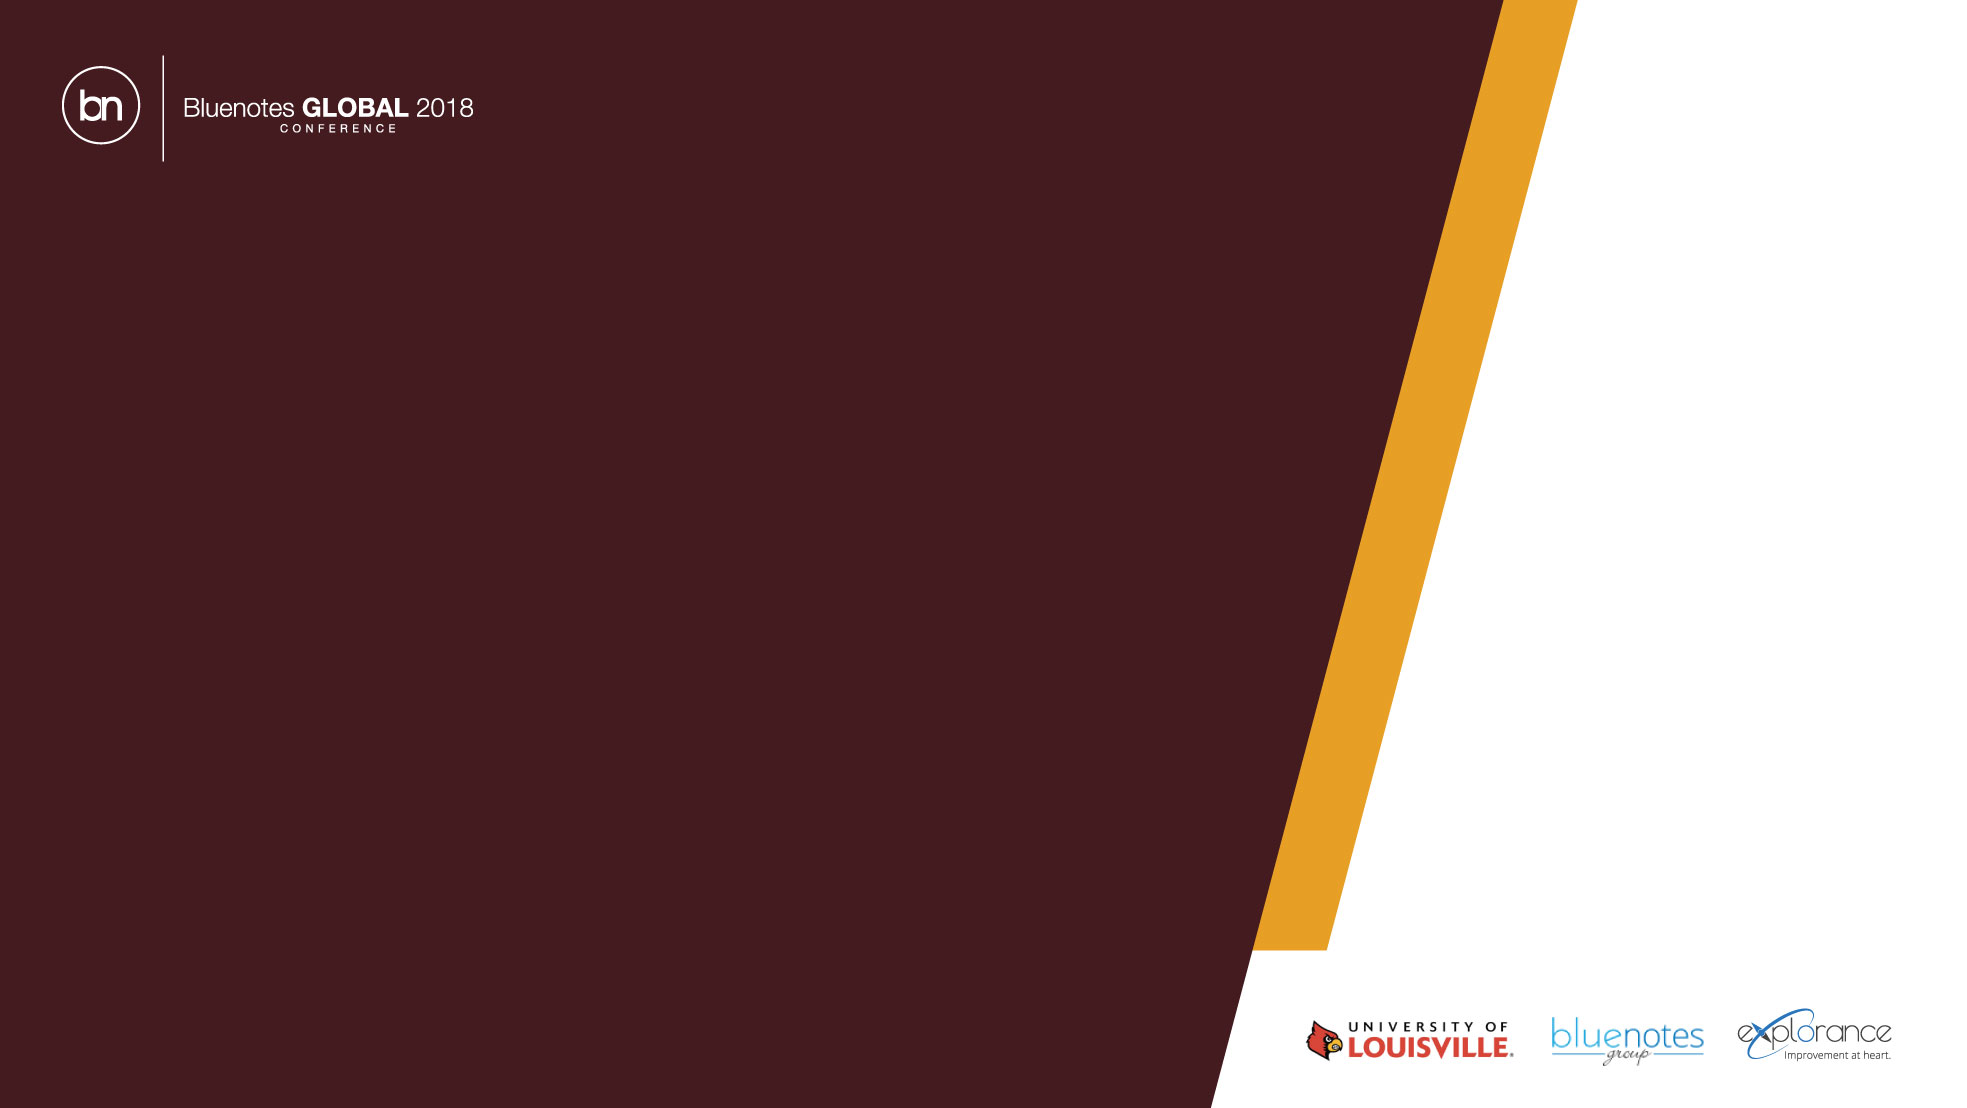 bn
Bluenotes GLOBAL 2018
CONFERENCE
UNIVERSITY OF
LOUISVILLE®
bluenotes
group
explorance
Improvement at heart.